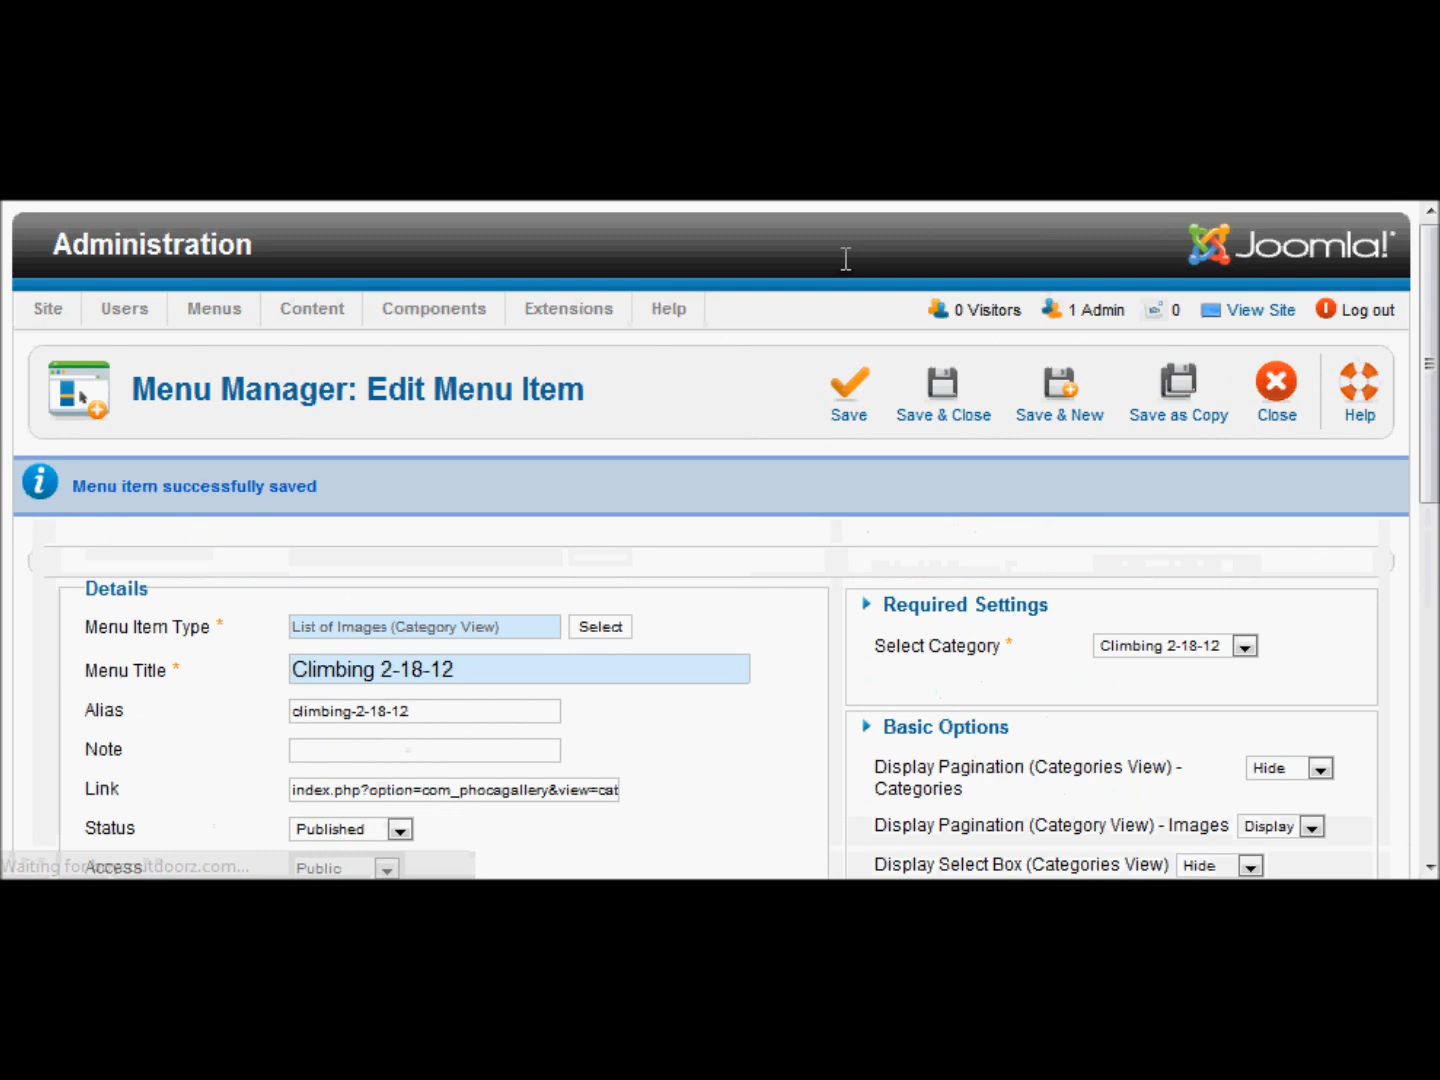 Administration
Joomla!
Site Users Menus Content Components Extensions Help
0 Visitors 1 Admin 0 View Site Log out
Menu Manager: Edit Menu Item
Save Save & Close Save & New Save as Copy Close Help
Menu item successfully saved
Details
Menu Item Type * List of Images (Category View) Select
Menu Title * Climbing 2-18-12
Alias climbing-2-18-12
Note
Link index.php?option=com_phocagallery&view=cat
Status Published
Access Public
Waiting for
Required Settings
Select Category * Climbing 2-18-12
Basic Options
Display Pagination (Categories View) - Hide
Categories
Display Pagination (Category View) - Images Display
Display Select Box (Categories View) Hide